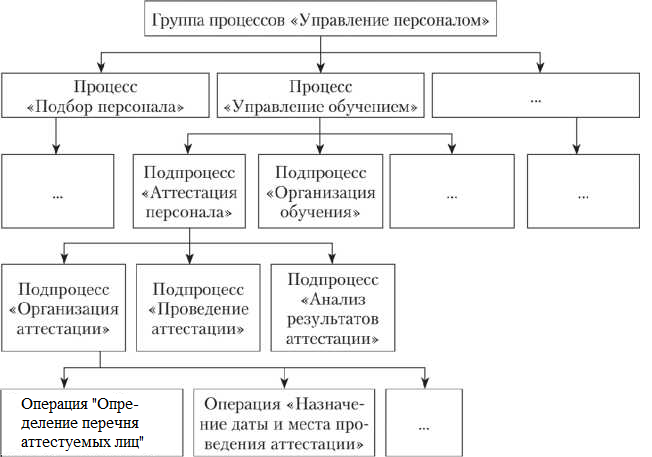 Группа процессов «Управление персоналом»
Процесс
«Подбор персонала»
Процесс
«Управление обучением»
...
...
Подпроцесс
«Аттестация
персонала»
Подпроцесс
«Организация
обучения»
...
...
Подпроцесс
«Организация
аттестации»
Подпроцесс
«Проведение
аттестации»
Подпроцесс
«Анализ
результатов
аттестации»
Операция "Опре-
деление перечня
аттестуемых лиц"
Операция «Назначе-
ние даты и места про-
ведения аттестации»
...